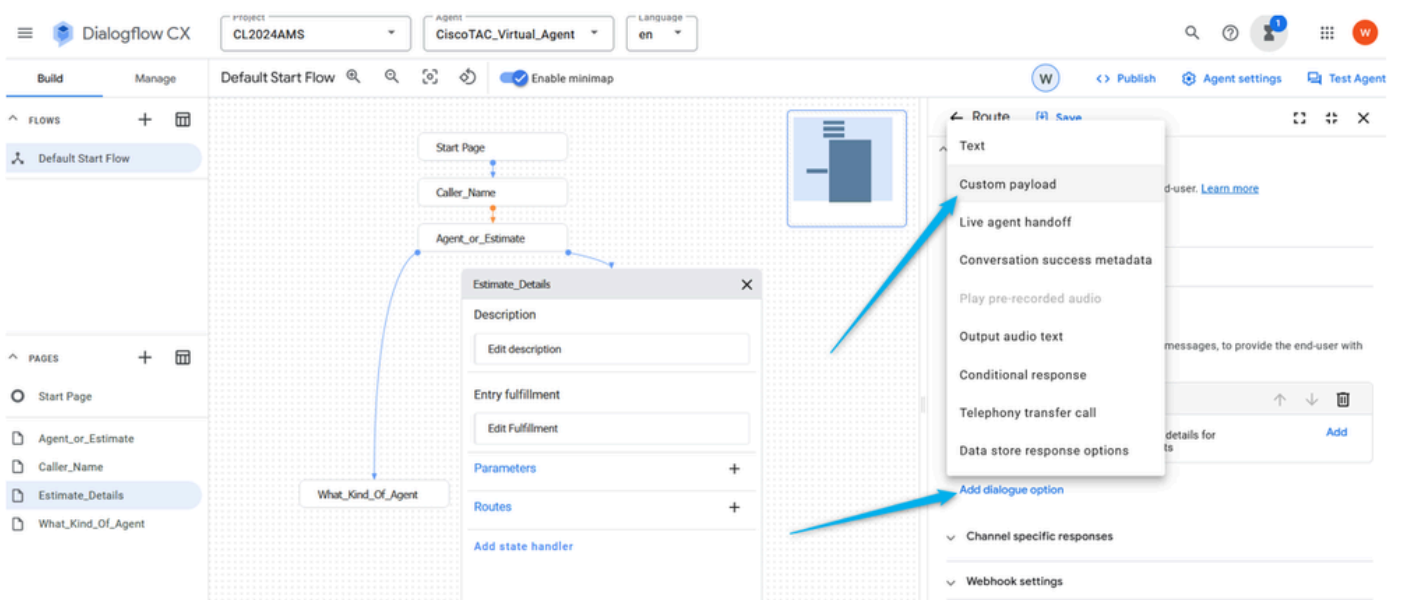 Project
Agent
Language
Dialogflow CX
CL2024AMS
CiscoTAC_Virtual_Agent
en
1
W
Build
Manage
Default Start Flow
Enable minimap
W
<> Publish
Agent settings
Test Agent
FLOWS
Default Start Flow
Start Page
Caller_Name
Agent_or_Estimate
Estimate_Details
Description
Edit description
Entry fulfillment
Edit Fulfillment
Parameters
Routes
Add state handler
What_Kind_Of_Agent
PAGES
Start Page
Agent_or_Estimate
Caller_Name
Estimate_Details
What_Kind_Of_Agent
Route
Save
Text
Custom payload
d-user. Learn more
Live agent handoff
Conversation success metadata
Play pre-recorded audio
Output audio text
messages, to provide the end-user with
Conditional response
Telephony transfer call
details for
ts
Add
Data store response options
Add dialogue option
Channel specific responses
Webhook settings